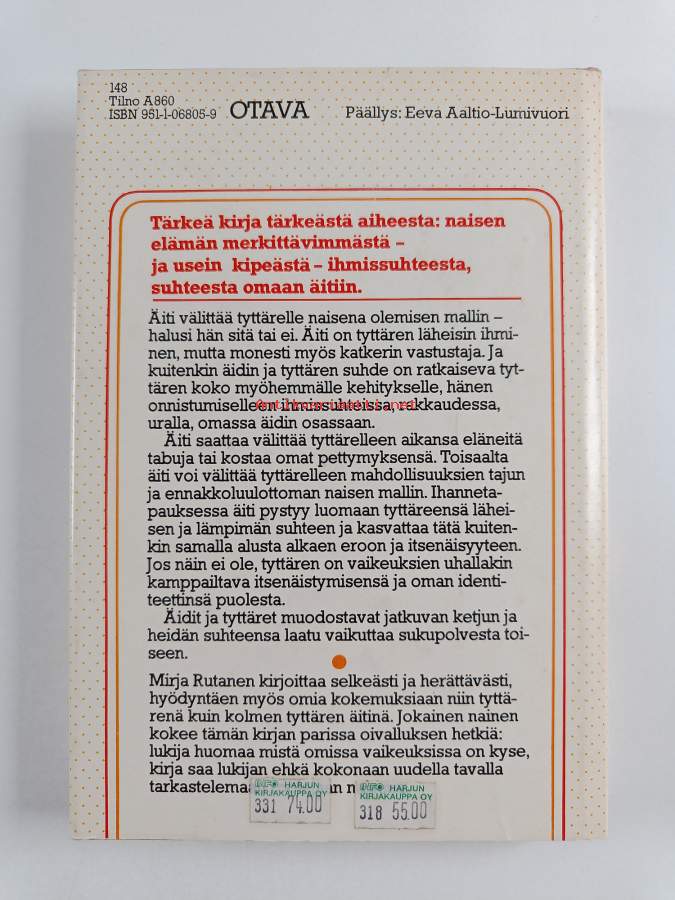 148
Tilno A860
ISBN 951-1-06805-9 OTAVA Päällys: Eeva Aaltio-Lumivuori
Tärkeä kirja tärkeästä aiheesta: naisen
elämän merkittävimmästä –
ja usein kipeästä – ihmissuhteesta,
suhteesta omaan äitiin.
Äiti välittää tyttärelle naisena olemisen mallin –
halusi hän sitä tai ei. Äiti on tyttären läheisin ihmi-
nen, mutta monesti myös katkerin vastustaja. Ja
kuitenkin äidin ja tyttären suhde on ratkaiseva tyt-
tären koko myöhemmälle kehitykselle, hänen
onnistumiselleen ihmissuhteissa, rakkaudessa,
uralla, omassa äidin osassaan.
Äiti saattaa välittää tyttärelleen aikansa eläneitä
tabuja tai kostaa omat pettymyksensä. Toisaalta
äiti voi välittää tyttärelleen mahdollisuuksien tajun
ja ennakkoluulottoman naisen mallin. Ihanneta-
pauksessa äiti pystyy luomaan tyttäreensä lähei-
sen ja lämpimän suhteen ja kasvattaa tätä kuiten-
kin samalla alusta alkaen eroon ja itsenäisyyteen.
Jos näin ei ole, tyttären on vaikeuksien uhallakin
kamppailtava itsenäistymisensä ja oman identi-
teettinsä puolesta.
Äidit ja tyttäret muodostavat jatkuvan ketjun ja
heidän suhteensa laatu vaikuttaa sukupolvesta toi-
seen.
Mirja Rutanen kirjoittaa selkeästi ja herättävästi,
hyödyntäen myös omia kokemuksiaan niin tyttä-
renä kuin kolmen tyttären äitinä. Jokainen nainen
kokee tämän kirjan parissa oivalluksen hetkiä:
lukija huomaa mistä omissa vaikeuksissa on kyse,
kirja saa lukijan ehkä kokonaan uudella tavalla
tarkastelemaa
INFO HARJUN
KIRJAKAUPPA OY
331 74.00
INFO HARJUN
KIRJAKAUPPA OY
318 55.00